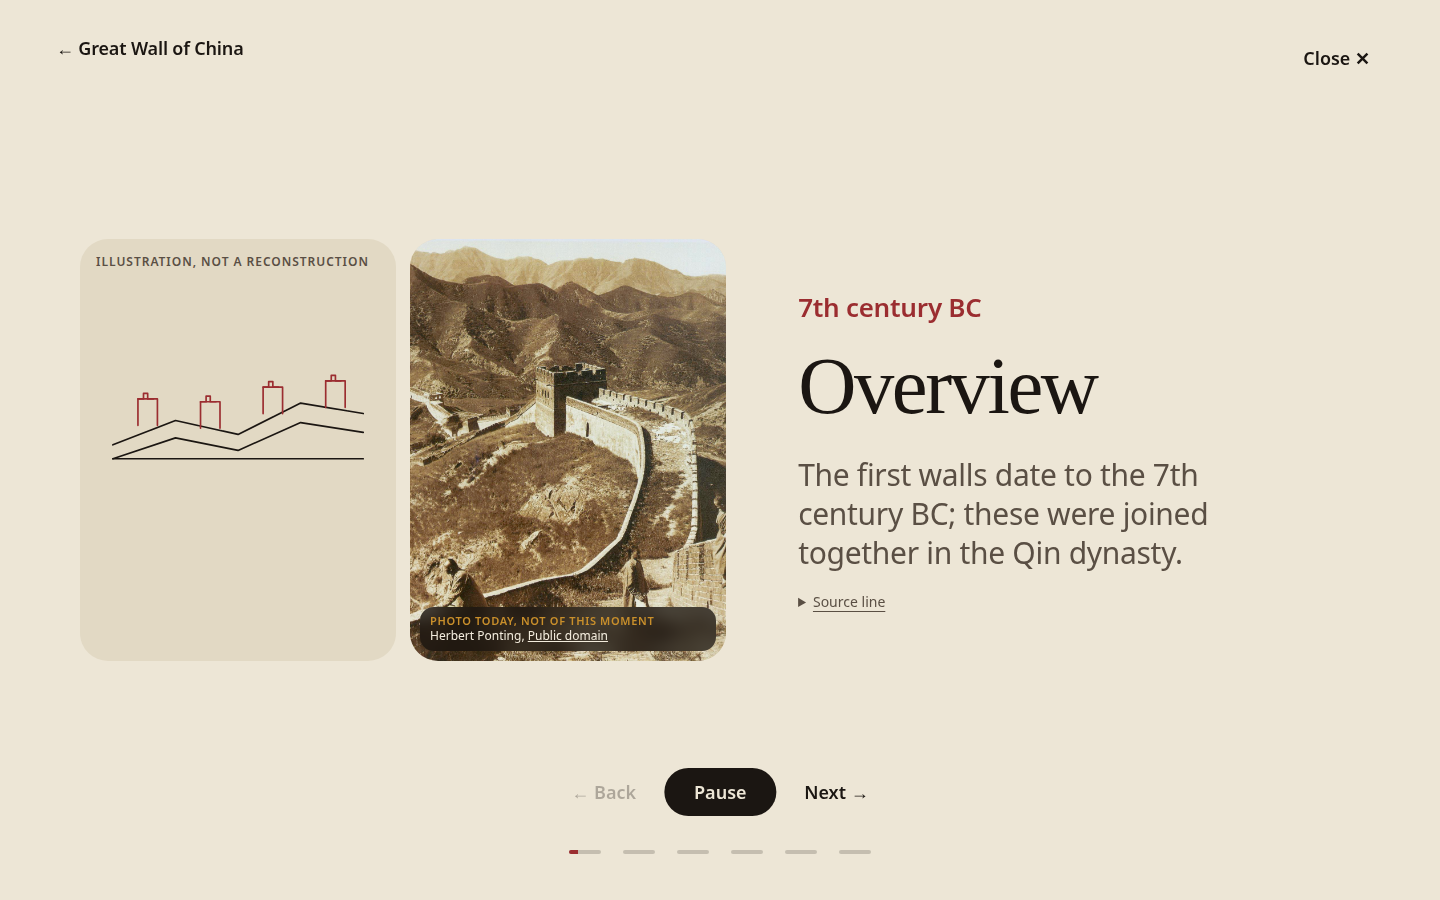 ← Great Wall of China
Close ✕
ILLUSTRATION, NOT A RECONSTRUCTION
PHOTO TODAY, NOT OF THIS MOMENT
Herbert Ponting, Public domain
7th century BC
Overview
The first walls date to the 7th
century BC; these were joined
together in the Qin dynasty.
▶ Source line
← Back
Pause
Next →